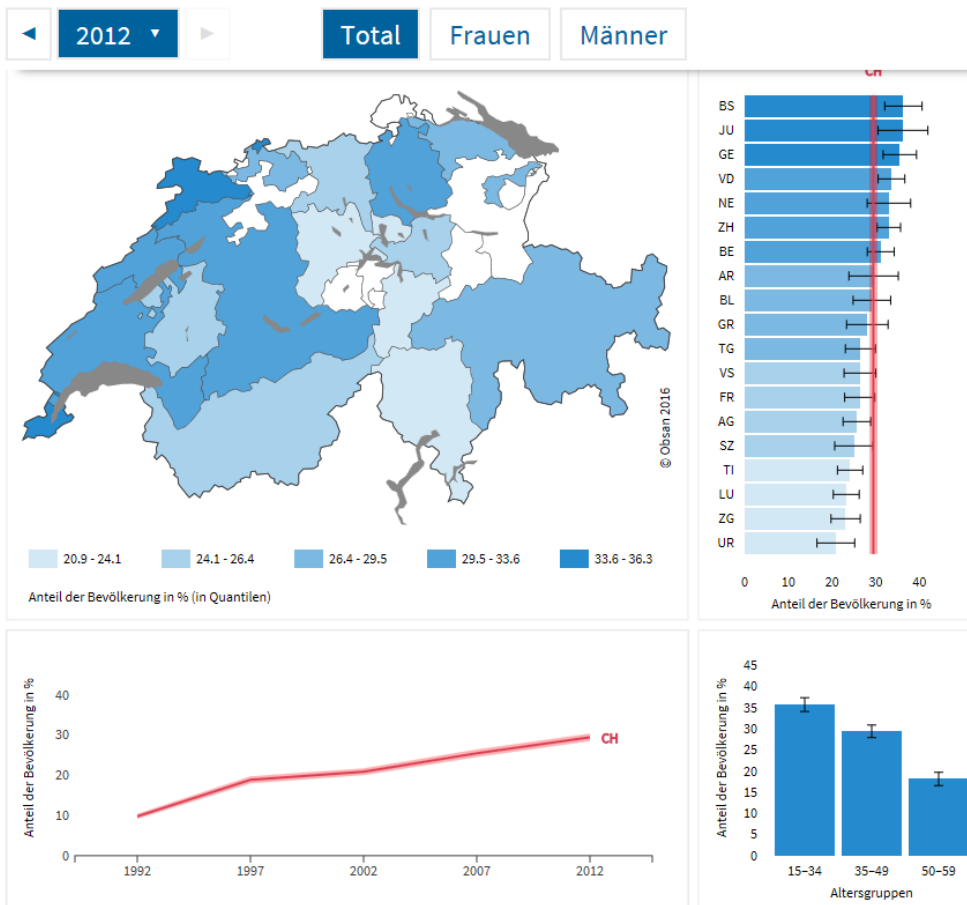 ◄ 2012 ▼ ► Total Frauen Männer
© Obsan 2016
20.9 - 24.1 24.1 - 26.4 26.4 - 29.5 29.5 - 33.6 33.6 - 36.3
Anteil der Bevölkerung in % (in Quantilen)
CH
BS
JU
GE
VD
NE
ZH
BE
AR
BL
GR
TG
VS
FR
AG
SZ
TI
LU
ZG
UR
0 10 20 30 40
Anteil der Bevölkerung in %
Anteil der Bevölkerung in %
40
30
20
10
0
CH
1992 1997 2002 2007 2012
Anteil der Bevölkerung in %
45
40
35
30
25
20
15
10
5
0
15–34 35–49 50–59
Altersgruppen